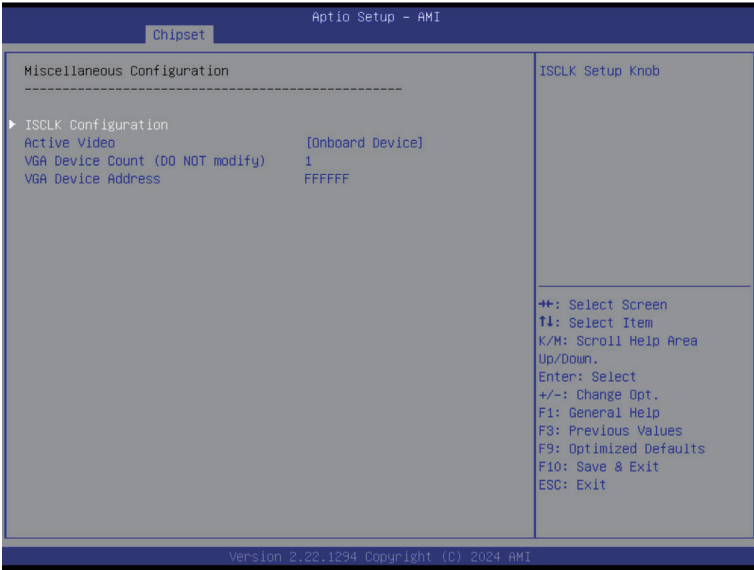 Aptio Setup – AMI
Chipset
Miscellaneous Configuration
--------------------------------------------------
ISCLK Configuration
Active Video [Onboard Device]
VGA Device Count (DO NOT modify) 1
VGA Device Address FFFFFF
ISCLK Setup Knob
→←: Select Screen
↑↓: Select Item
K/M: Scroll Help Area
Up/Down.
Enter: Select
+/-: Change Opt.
F1: General Help
F3: Previous Values
F9: Optimized Defaults
F10: Save & Exit
ESC: Exit
Version 2.22.1294 Copyright (C) 2024 AMI